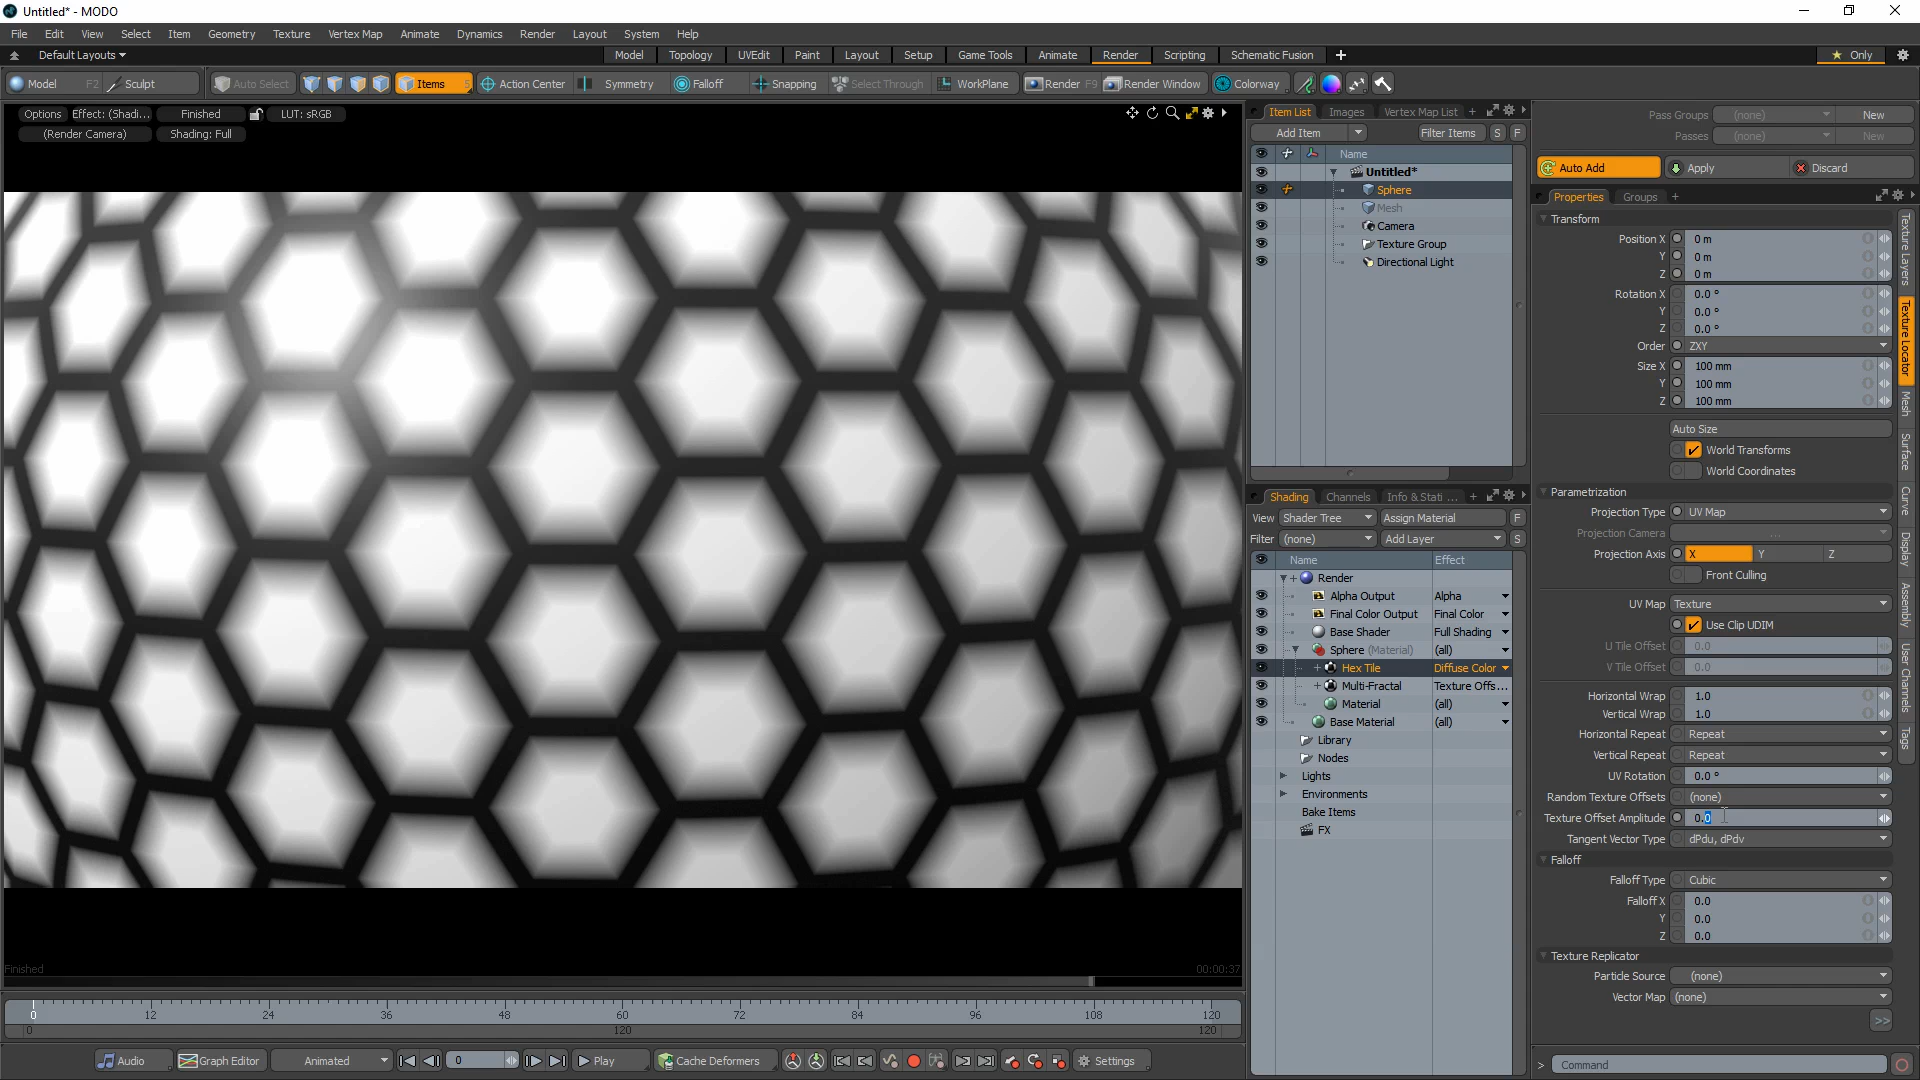 Untitled* - MODO
File Edit View Select Item Geometry Texture Vertex Map Animate Dynamics Render Layout System Help
Default Layouts Model Topology UVEdit Paint Layout Setup Game Tools Animate Render Scripting Schematic Fusion Only
Model F2 Sculpt Auto Select Items 5 Action Center Symmetry Falloff Snapping Select Through WorkPlane Render F9 Render Window Colorway
Options Effect: (Shadi... Finished LUT: sRGB
(Render Camera) Shading: Full
Finished 00:00:37
0 12 24 36 48 60 72 84 96 108 120
0 120 120
Audio Graph Editor Animated 0 Play Cache Deformers Settings
Item List Images Vertex Map List
Add Item Filter Items S F
Name
Untitled*
Sphere
Mesh
Camera
Texture Group
Directional Light
Shading Channels Info & Stati ...
View Shader Tree Assign Material F
Filter (none) Add Layer S
Name Effect
Render
Alpha Output Alpha
Final Color Output Final Color
Base Shader Full Shading
Sphere (Material) (all)
Hex Tile Diffuse Color
Multi-Fractal Texture Offs...
Material (all)
Base Material (all)
Library
Nodes
Lights
Environments
Bake Items
FX
Pass Groups (none) New
Passes (none) New
Auto Add Apply Discard
Properties Groups
Transform
Position X 0 m
Y 0 m
Z 0 m
Rotation X 0.0 °
Y 0.0 °
Z 0.0 °
Order ZXY
Size X 100 mm
Y 100 mm
Z 100 mm
Auto Size
World Transforms
World Coordinates
Parametrization
Projection Type UV Map
Projection Camera ...
Projection Axis X Y Z
Front Culling
UV Map Texture
Use Clip UDIM
U Tile Offset 0.0
V Tile Offset 0.0
Horizontal Wrap 1.0
Vertical Wrap 1.0
Horizontal Repeat Repeat
Vertical Repeat Repeat
UV Rotation 0.0 °
Random Texture Offsets (none)
Texture Offset Amplitude 0.0
Tangent Vector Type dPdu, dPdv
Falloff
Falloff Type Cubic
Falloff X 0.0
Y 0.0
Z 0.0
Texture Replicator
Particle Source (none)
Vector Map (none)
>>
> Command
Texture Layers
Texture Locator
Mesh
Surface
Curve
Display
Assembly
User Channels
Tags